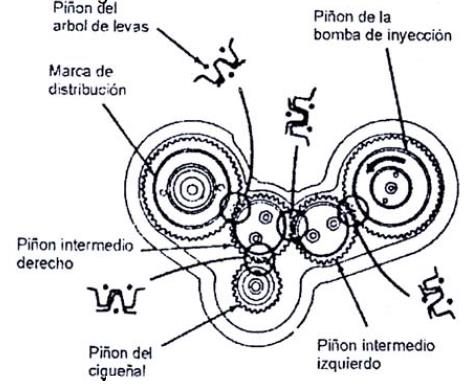 Piñon del
arbol de levas
Piñon de la
bomba de inyección
Marca de
distribución
Piñon intermedio
derecho
Piñon del
cigueñal
Piñon intermedio
izquierdo